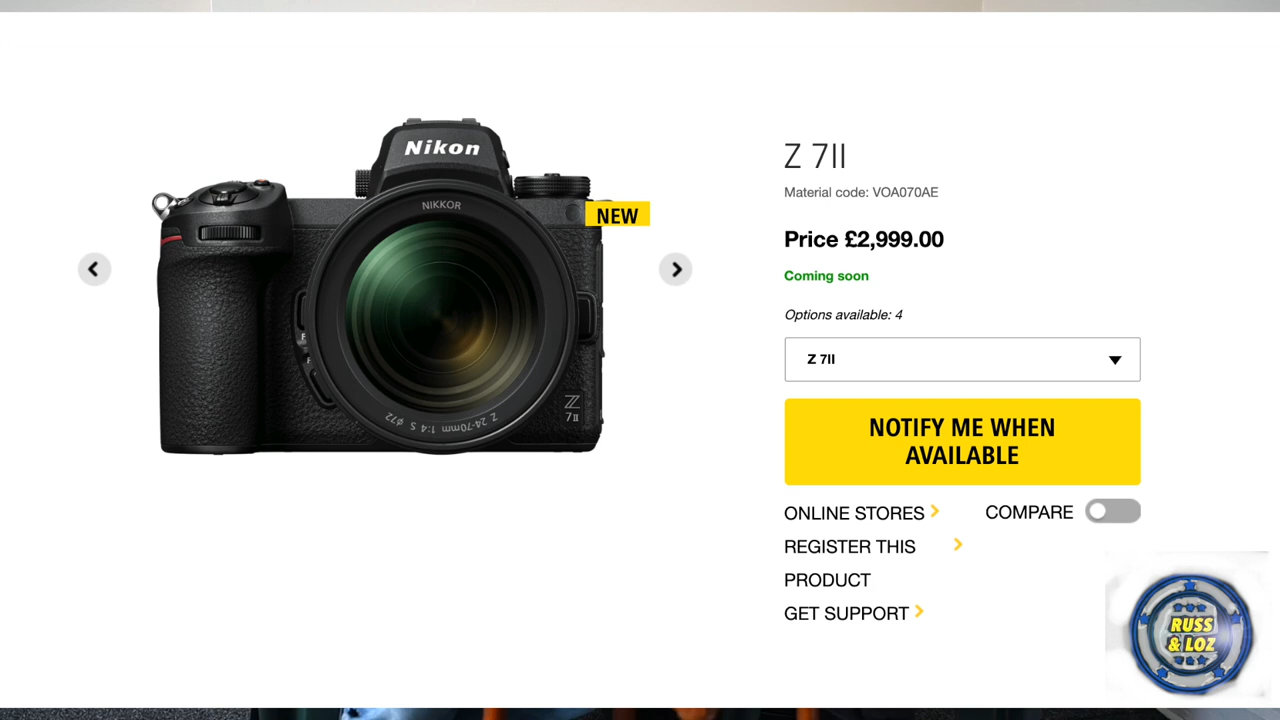 Nikon
NIKKOR
NEW
Z 7II
Z 24-70mm 1:4 S ø72
Z 7II
Material code: VOA070AE
Price £2,999.00
Coming soon
Options available: 4
Z 7II
NOTIFY ME WHEN
AVAILABLE
ONLINE STORES
COMPARE
REGISTER THIS
PRODUCT
GET SUPPORT
RUSS
& LOZ